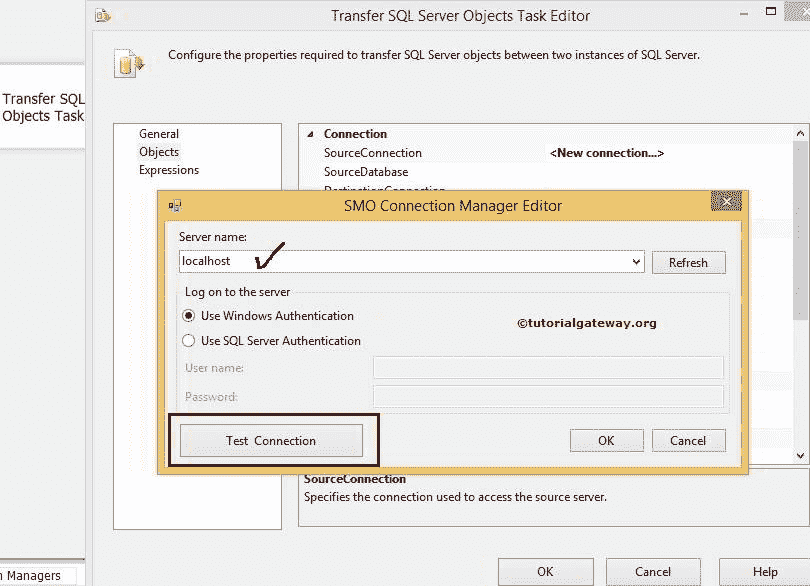 Transfer SQL Server Objects Task Editor
Configure the properties required to transfer SQL Server objects between two instances of SQL Server.
Transfer SQL
Objects Task
General
Objects
Expressions
Connection
SourceConnection
<New connection...>
SourceDatabase
DestinationConnection
SMO Connection Manager Editor
Server name:
localhost
Refresh
Log on to the server
Use Windows Authentication
©tutorialgateway.org
Use SQL Server Authentication
User name:
Password:
Test Connection
OK
Cancel
SourceConnection
Specifies the connection used to access the source server.
Managers
OK
Cancel
Help